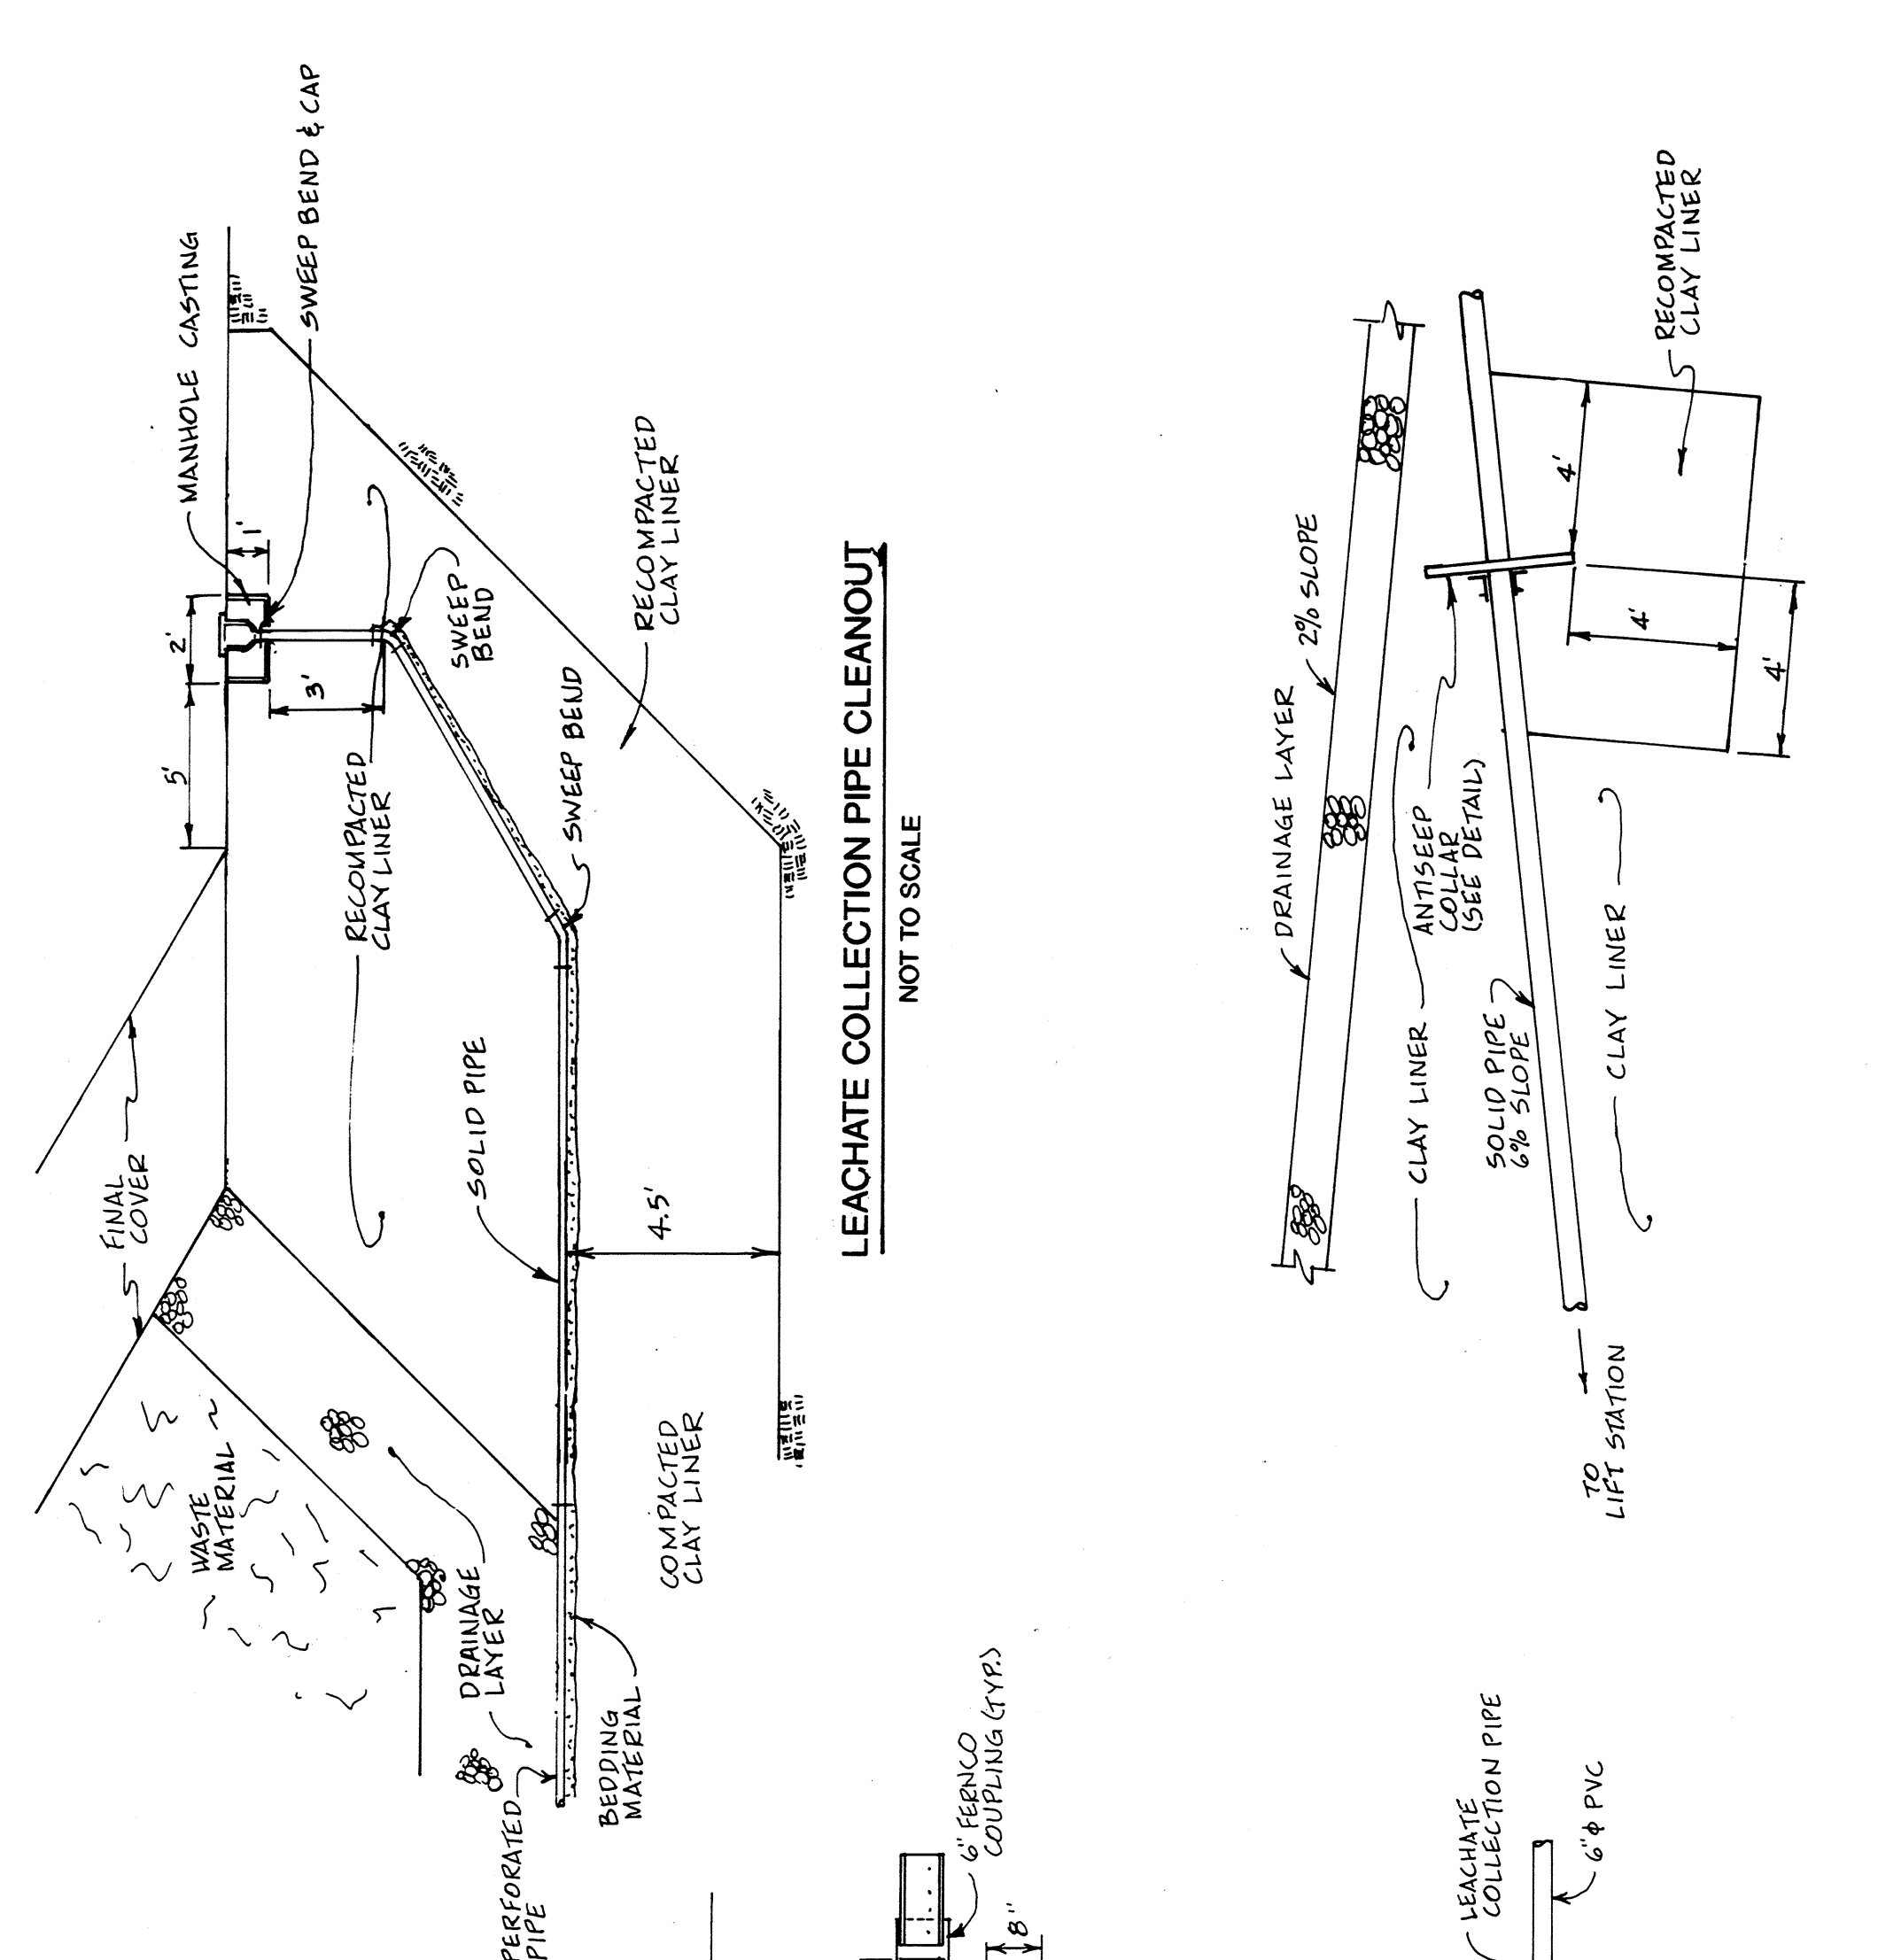 MANHOLE CASTING
SWEEP BEND & CAP
FINAL
COVER
5'
2'
1'
3'
RECOMPACTED
CLAY LINER
SWEEP
BEND
SWEEP BEND
RECOMPACTED
CLAY LINER
SOLID PIPE
4.5'
WASTE
MATERIAL
DRAINAGE
LAYER
PERFORATED
PIPE
BEDDING
MATERIAL
COMPACTED
CLAY LINER
LEACHATE COLLECTION PIPE CLEANOUT
NOT TO SCALE
6" FERNCO
COUPLING (TYP.)
8"
DRAINAGE LAYER
2% SLOPE
CLAY LINER
ANTISEEP
COLLAR
(SEE DETAIL)
SOLID PIPE
6% SLOPE
CLAY LINER
4'
4'
4'
RECOMPACTED
CLAY LINER
TO
LIFT STATION
LEACHATE
COLLECTION PIPE
6"ϕ PVC